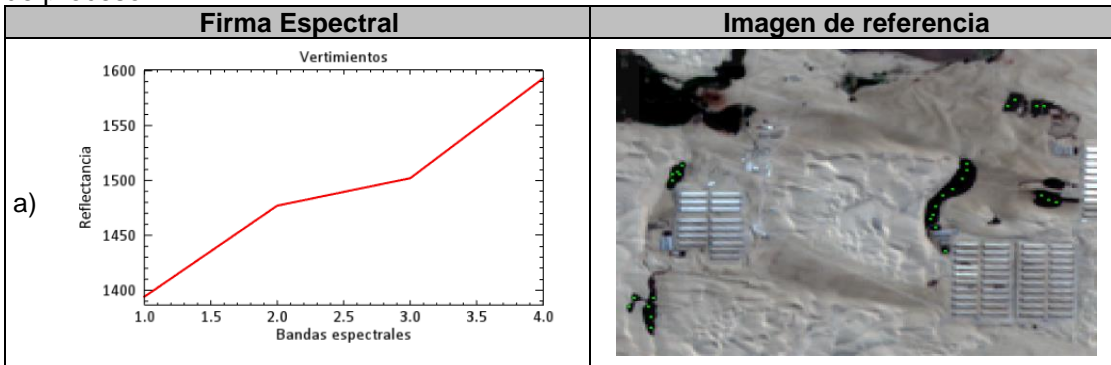 Firma Espectral
Imagen de referencia
a)
Vertimientos
Reflectancia
1600
1550
1500
1450
1400
1.0 1.5 2.0 2.5 3.0 3.5 4.0
Bandas espectrales